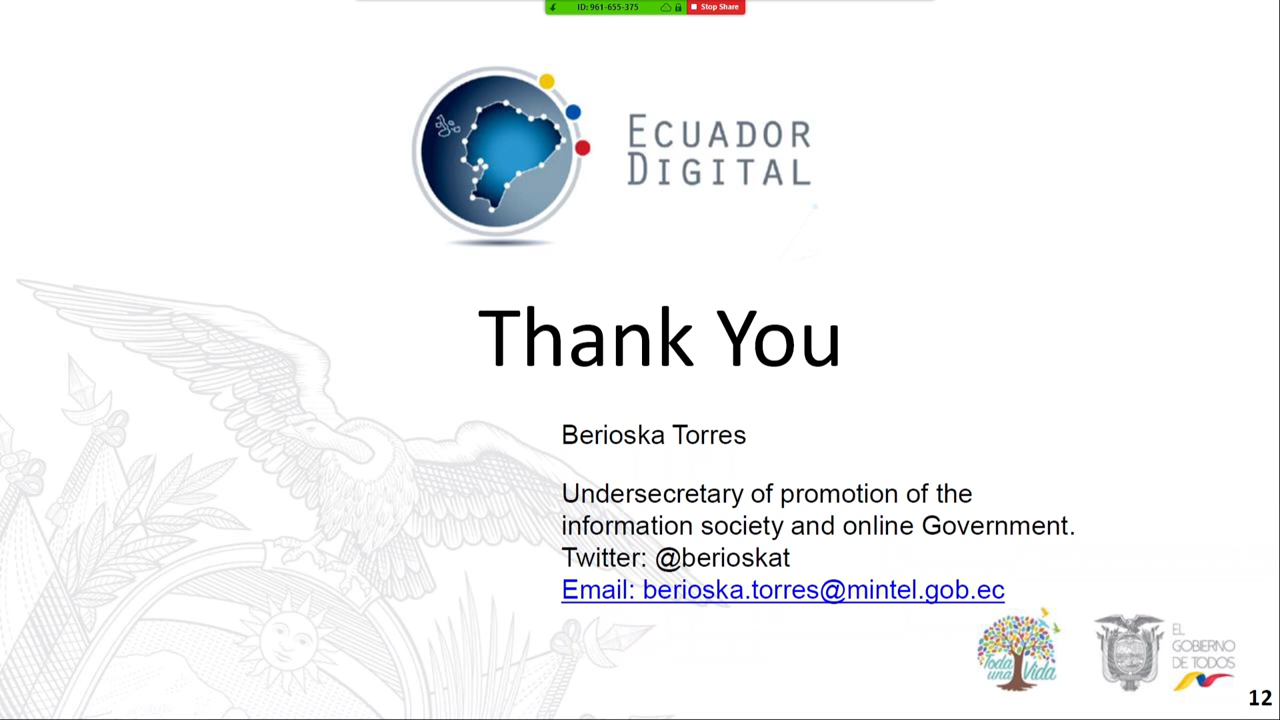 ID: 961-655-375
Stop Share
ECUADOR
DIGITAL
Thank You
Berioska Torres
Undersecretary of promotion of the
information society and online Government.
Twitter: @berioskat
Email: berioska.torres@mintel.gob.ec
Toda
una Vida
EL
GOBIERNO
DE TODOS
12